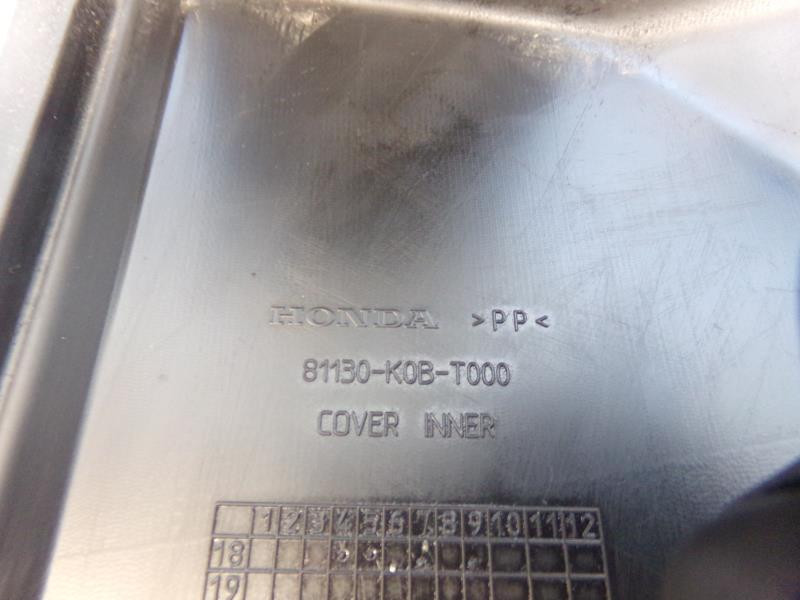 HONDA >PP<
81130-K0B-T000
COVER INNER
1 2 3 4 5 6 7 8 9 10 11 12
18
19